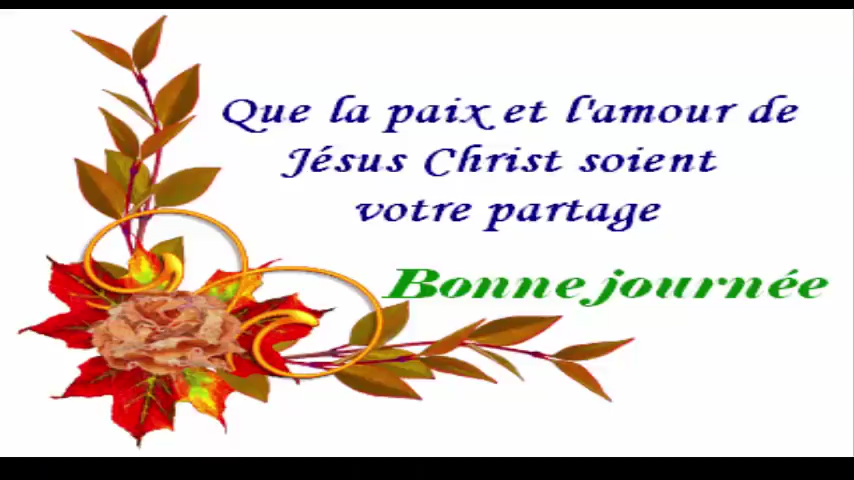 Que la paix et l'amour de
Jésus Christ soient
votre partage
Bonne journée